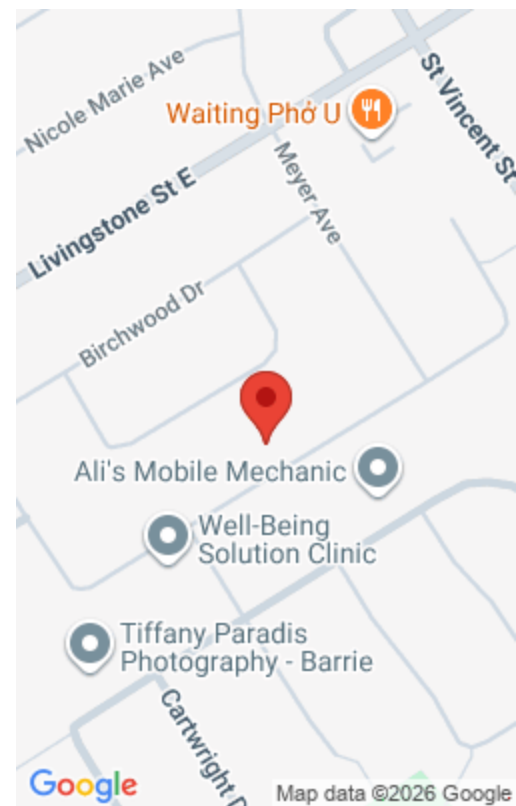 Nicole Marie Ave
Waiting Phở U
St Vincent St
Meyer Ave
Livingstone St E
Birchwood Dr
Ali's Mobile Mechanic
Well-Being
Solution Clinic
Tiffany Paradis
Photography - Barrie
Cartwright D
Google
Map data ©2026 Google